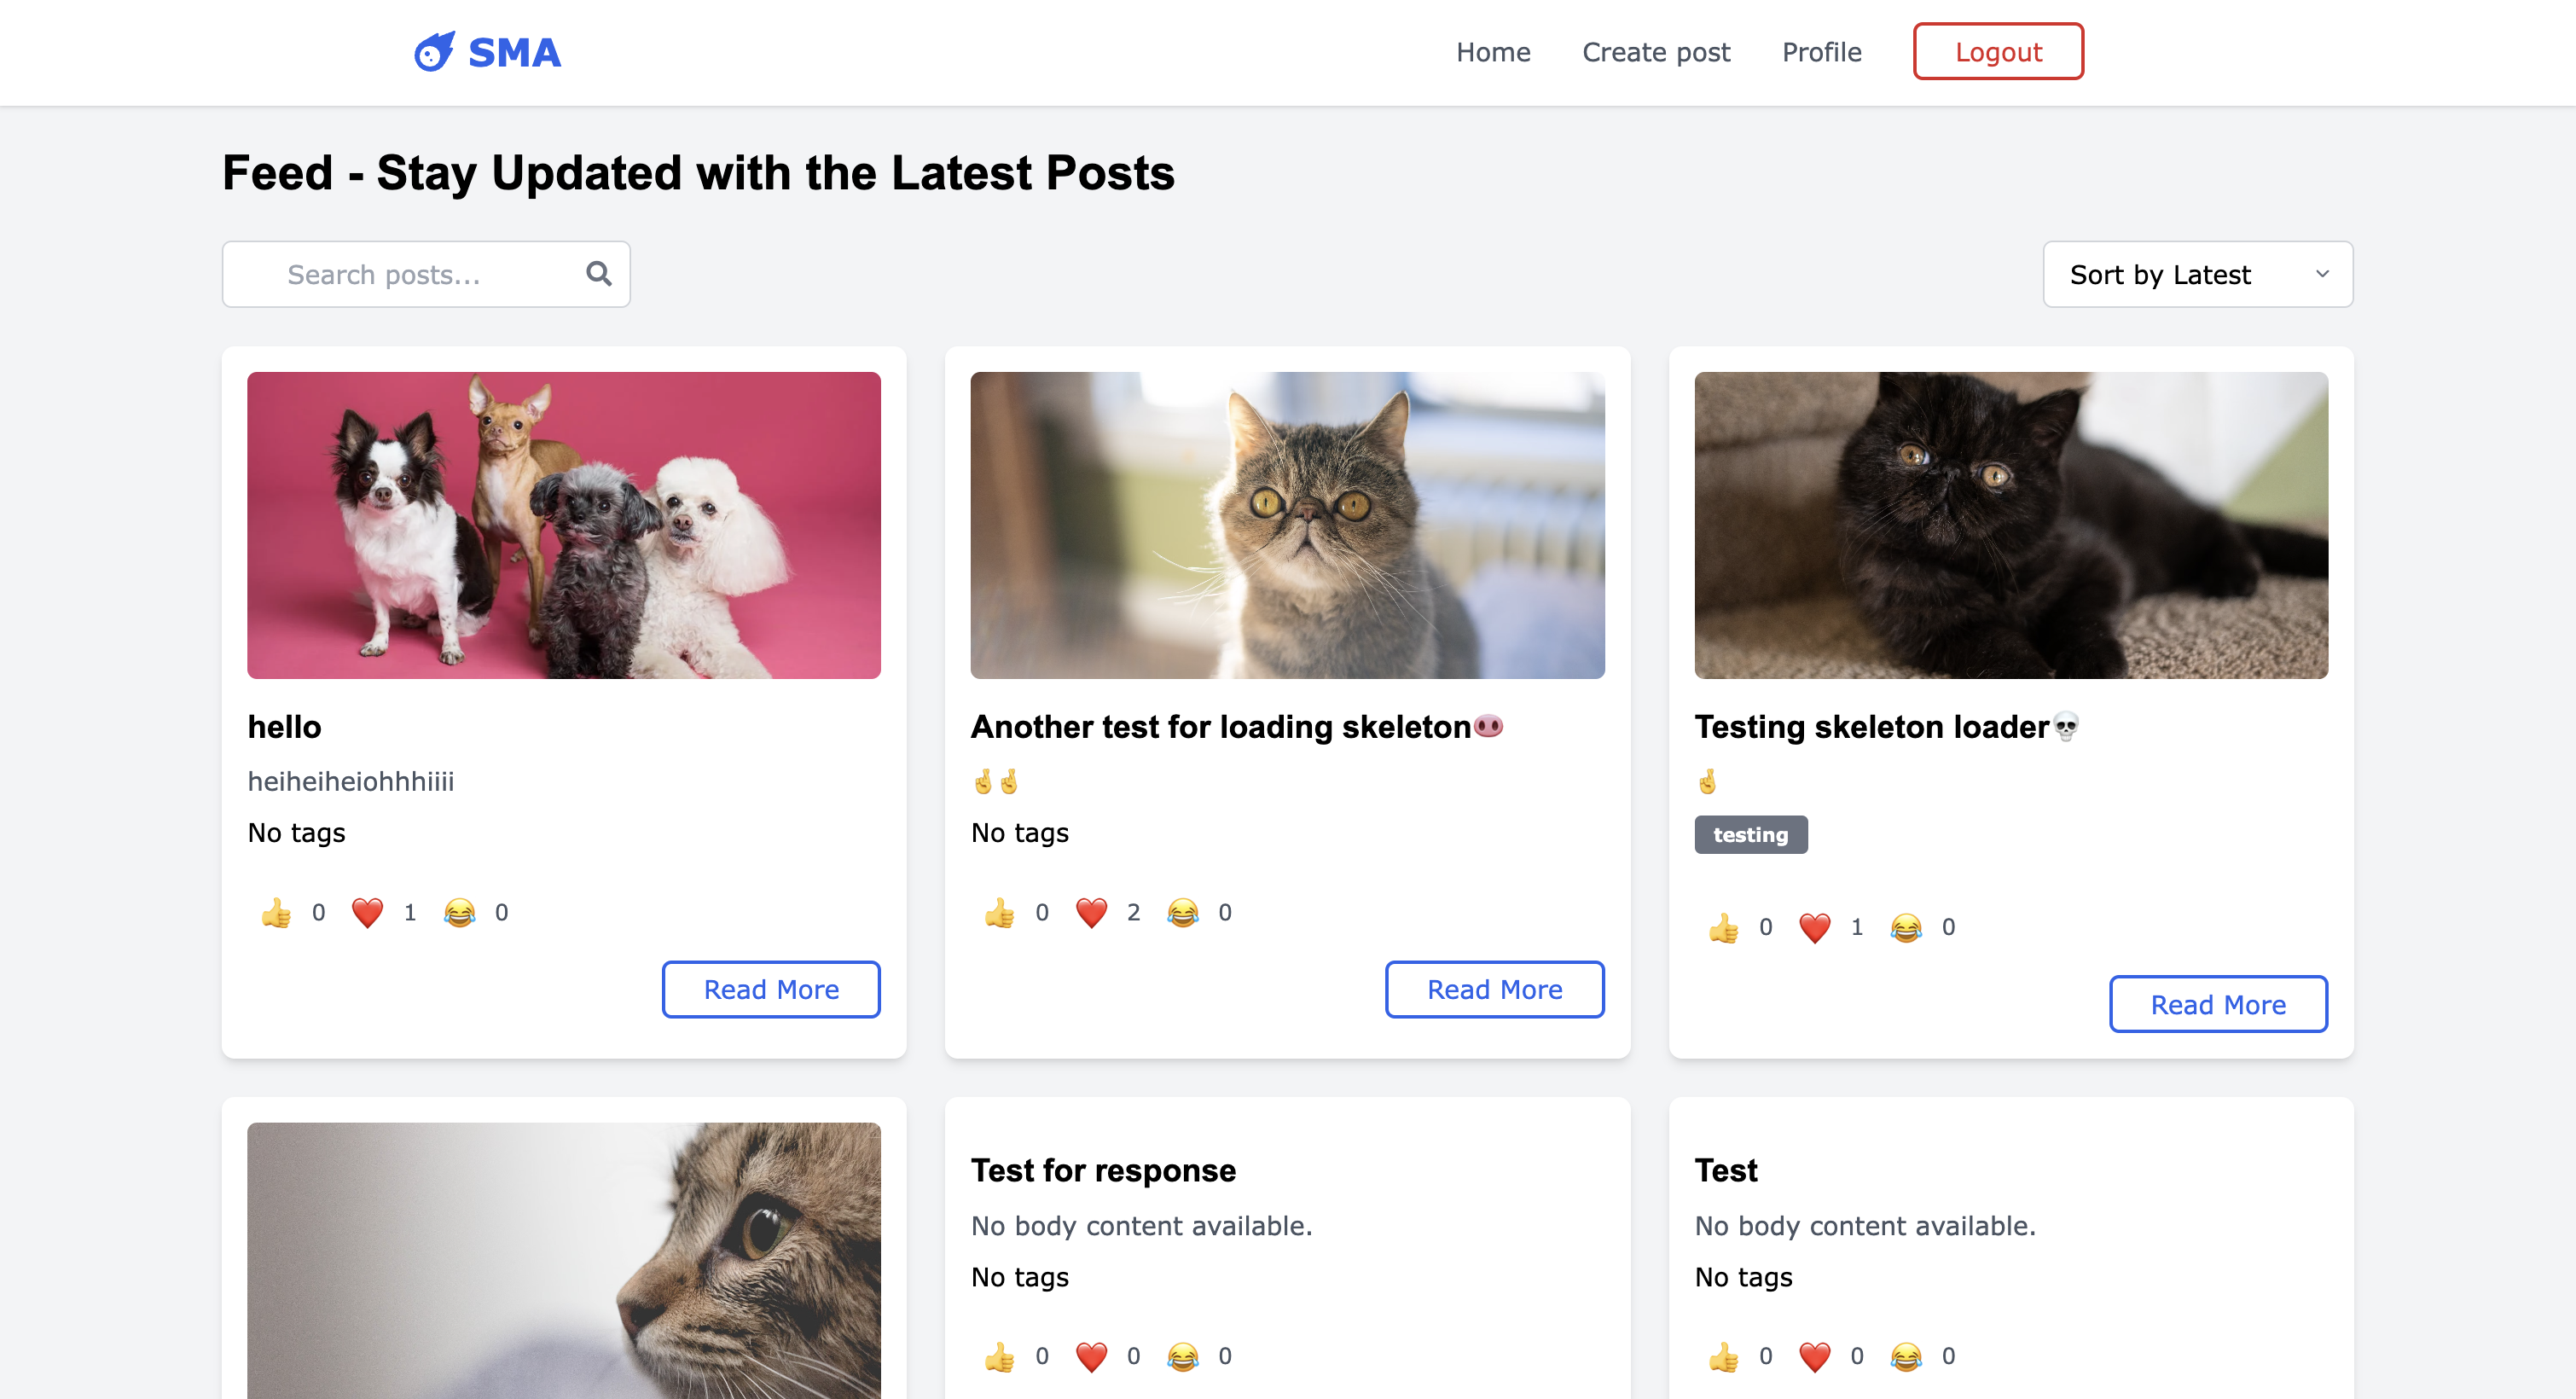 SMA
Home
Create post
Profile
Logout
Feed - Stay Updated with the Latest Posts
Search posts...
Sort by Latest
hello
heiheiheiohhhiiii
No tags
👍 0 ❤️ 1 😂 0
Read More
Another test for loading skeleton🐽
🤞🤞
No tags
👍 0 ❤️ 2 😂 0
Read More
Testing skeleton loader💀
🤞
testing
👍 0 ❤️ 1 😂 0
Read More
Test for response
No body content available.
No tags
👍 0 ❤️ 0 😂 0
Test
No body content available.
No tags
👍 0 ❤️ 0 😂 0